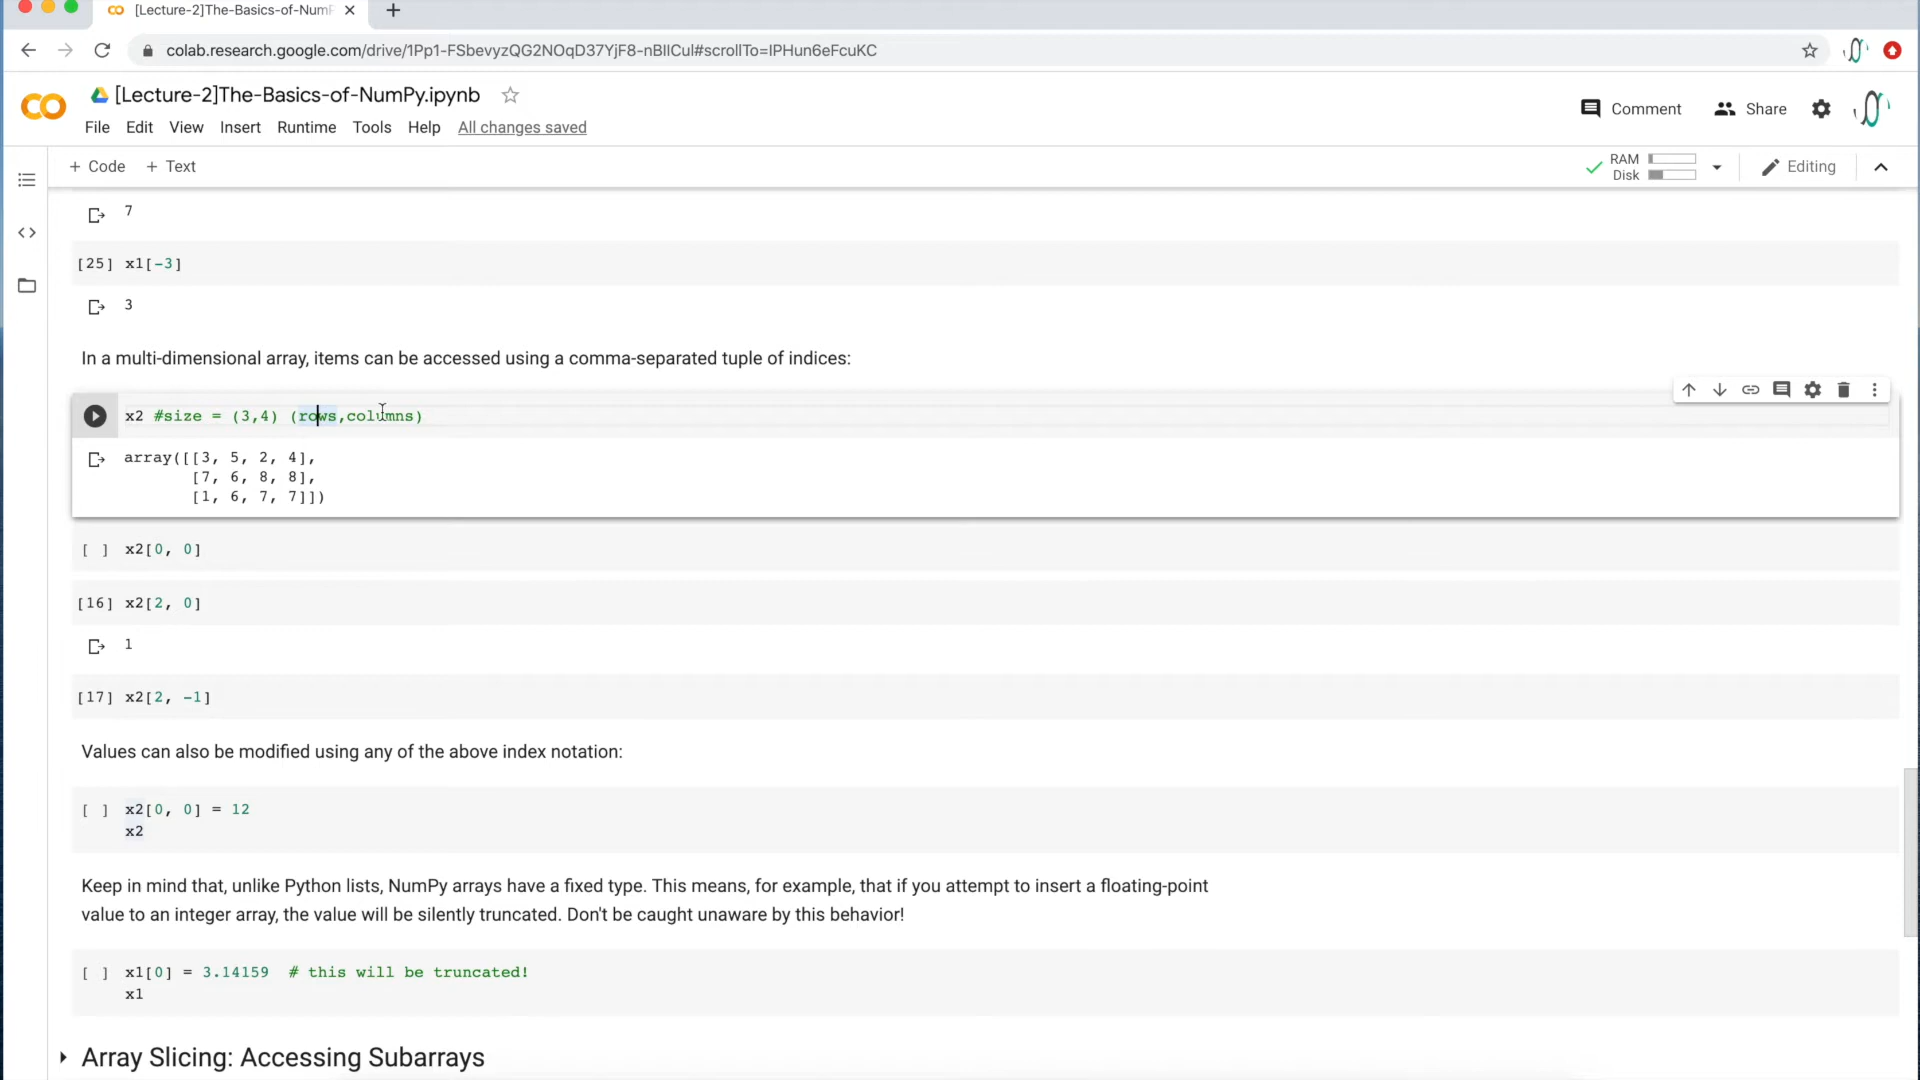 [Lecture-2]The-Basics-of-NumP
colab.research.google.com/drive/1Pp1-FSbevyzQG2NOqD37YjF8-nBIlCul#scrollTo=IPHun6eFcuKC
[Lecture-2]The-Basics-of-NumPy.ipynb
Comment
Share
File Edit View Insert Runtime Tools Help All changes saved
+ Code + Text
RAM
Disk
Editing
7
[25] x1[-3]
3
In a multi-dimensional array, items can be accessed using a comma-separated tuple of indices:
x2 #size = (3,4) (rows,columns)
array([[3, 5, 2, 4],
[7, 6, 8, 8],
[1, 6, 7, 7]])
[ ] x2[0, 0]
[16] x2[2, 0]
1
[17] x2[2, -1]
Values can also be modified using any of the above index notation:
[ ] x2[0, 0] = 12
x2
Keep in mind that, unlike Python lists, NumPy arrays have a fixed type. This means, for example, that if you attempt to insert a floating-point
value to an integer array, the value will be silently truncated. Don't be caught unaware by this behavior!
[ ] x1[0] = 3.14159 # this will be truncated!
x1
Array Slicing: Accessing Subarrays